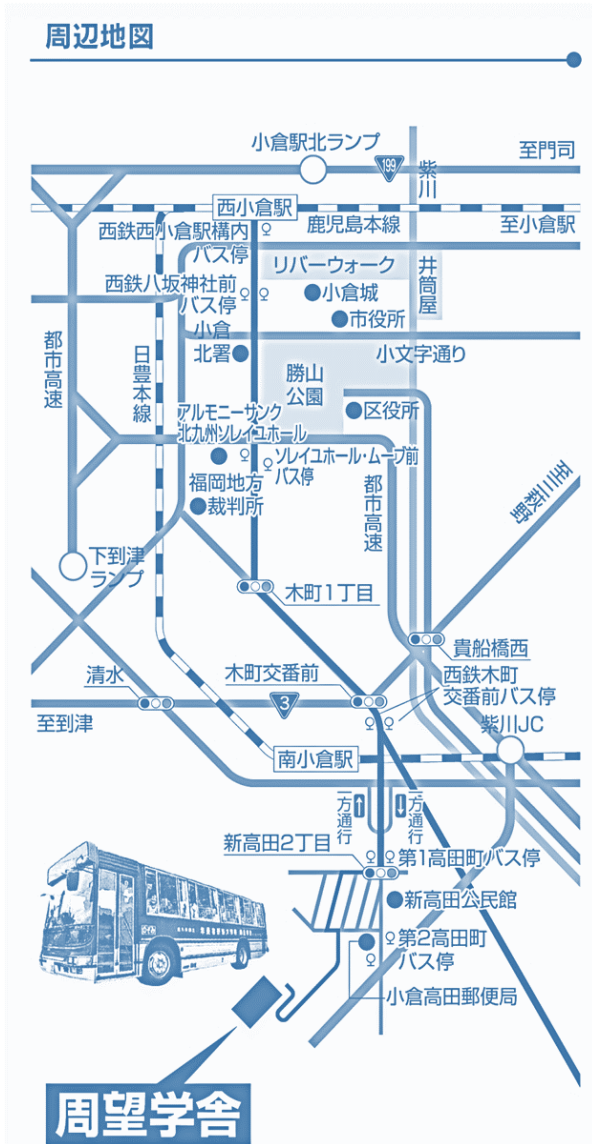 周辺地図
小倉駅北ランプ
199
至門司
紫川
西小倉駅
鹿児島本線
至小倉駅
西鉄西小倉駅構内
バス停
リバーウォーク
井筒屋
西鉄八坂神社前
バス停
小倉城
市役所
小倉
北署
小文字通り
都市高速
日豊本線
勝山
公園
区役所
アルモニーサンク
北九州ソレイユホール
ソレイユホール・ムーブ前
バス停
福岡地方
裁判所
都市高速
至三萩野
下到津
ランプ
木町1丁目
貴船橋西
清水
木町交番前
西鉄木町
交番前バス停
3
至到津
紫川JC
南小倉駅
一方通行
一方通行
新高田2丁目
第1高田町バス停
新高田公民館
第2高田町
バス停
小倉高田郵便局
周望学舎